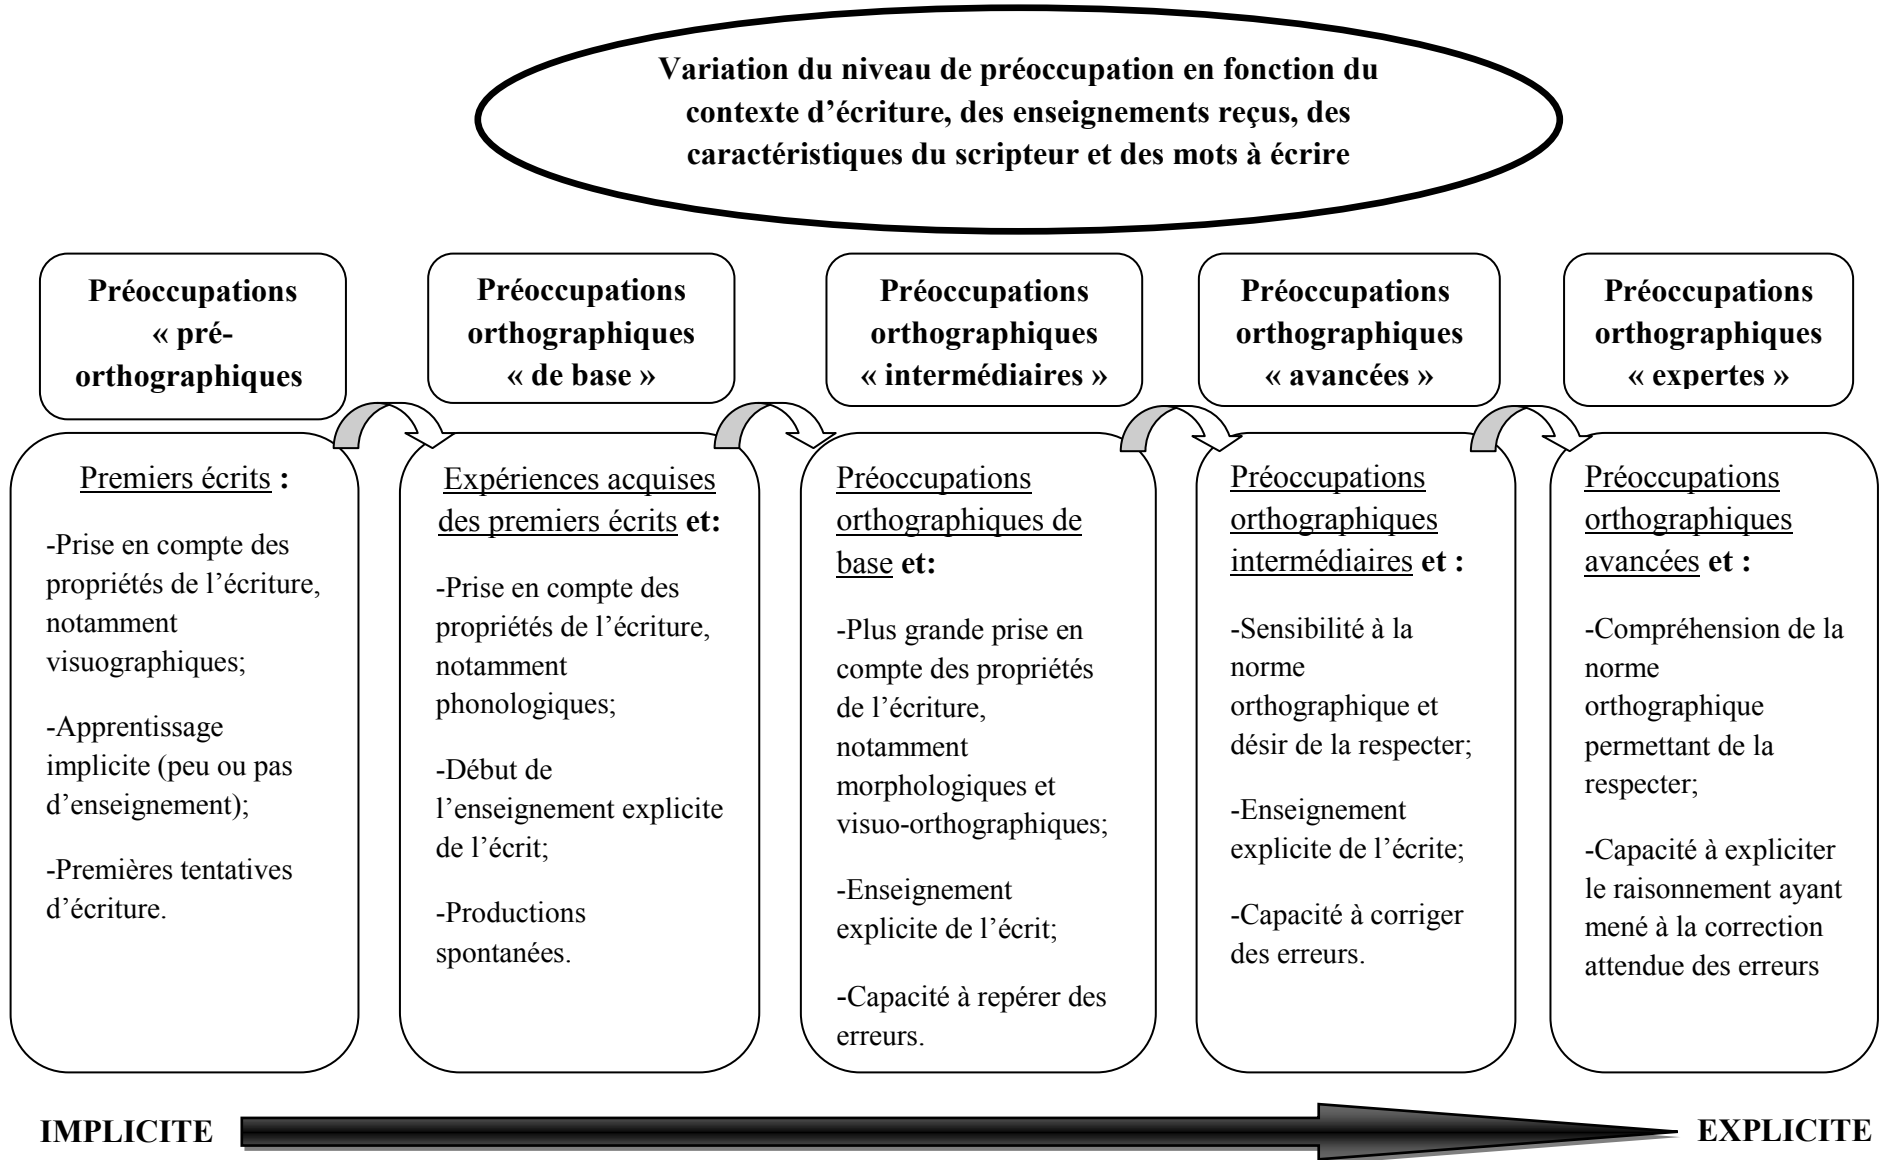 Variation du niveau de préoccupation en fonction du
contexte d’écriture, des enseignements reçus, des
caractéristiques du scripteur et des mots à écrire
Préoccupations
« pré-
orthographiques
Préoccupations
orthographiques
« de base »
Préoccupations
orthographiques
« intermédiaires »
Préoccupations
orthographiques
« avancées »
Préoccupations
orthographiques
« expertes »
Premiers écrits :
-Prise en compte des
propriétés de l’écriture,
notamment
visuographiques;
-Apprentissage
implicite (peu ou pas
d’enseignement);
-Premières tentatives
d’écriture.
Expériences acquises
des premiers écrits et:
-Prise en compte des
propriétés de l’écriture,
notamment
phonologiques;
-Début de
l’enseignement explicite
de l’écrit;
-Productions
spontanées.
Préoccupations
orthographiques de
base et:
-Plus grande prise en
compte des propriétés
de l’écriture,
notamment
morphologiques et
visuo-orthographiques;
-Enseignement
explicite de l’écrit;
-Capacité à repérer des
erreurs.
Préoccupations
orthographiques
intermédiaires et :
-Sensibilité à la
norme
orthographique et
désir de la respecter;
-Enseignement
explicite de l’écrite;
-Capacité à corriger
des erreurs.
Préoccupations
orthographiques
avancées et :
-Compréhension de la
norme
orthographique
permettant de la
respecter;
-Capacité à expliciter
le raisonnement ayant
mené à la correction
attendue des erreurs
IMPLICITE
EXPLICITE